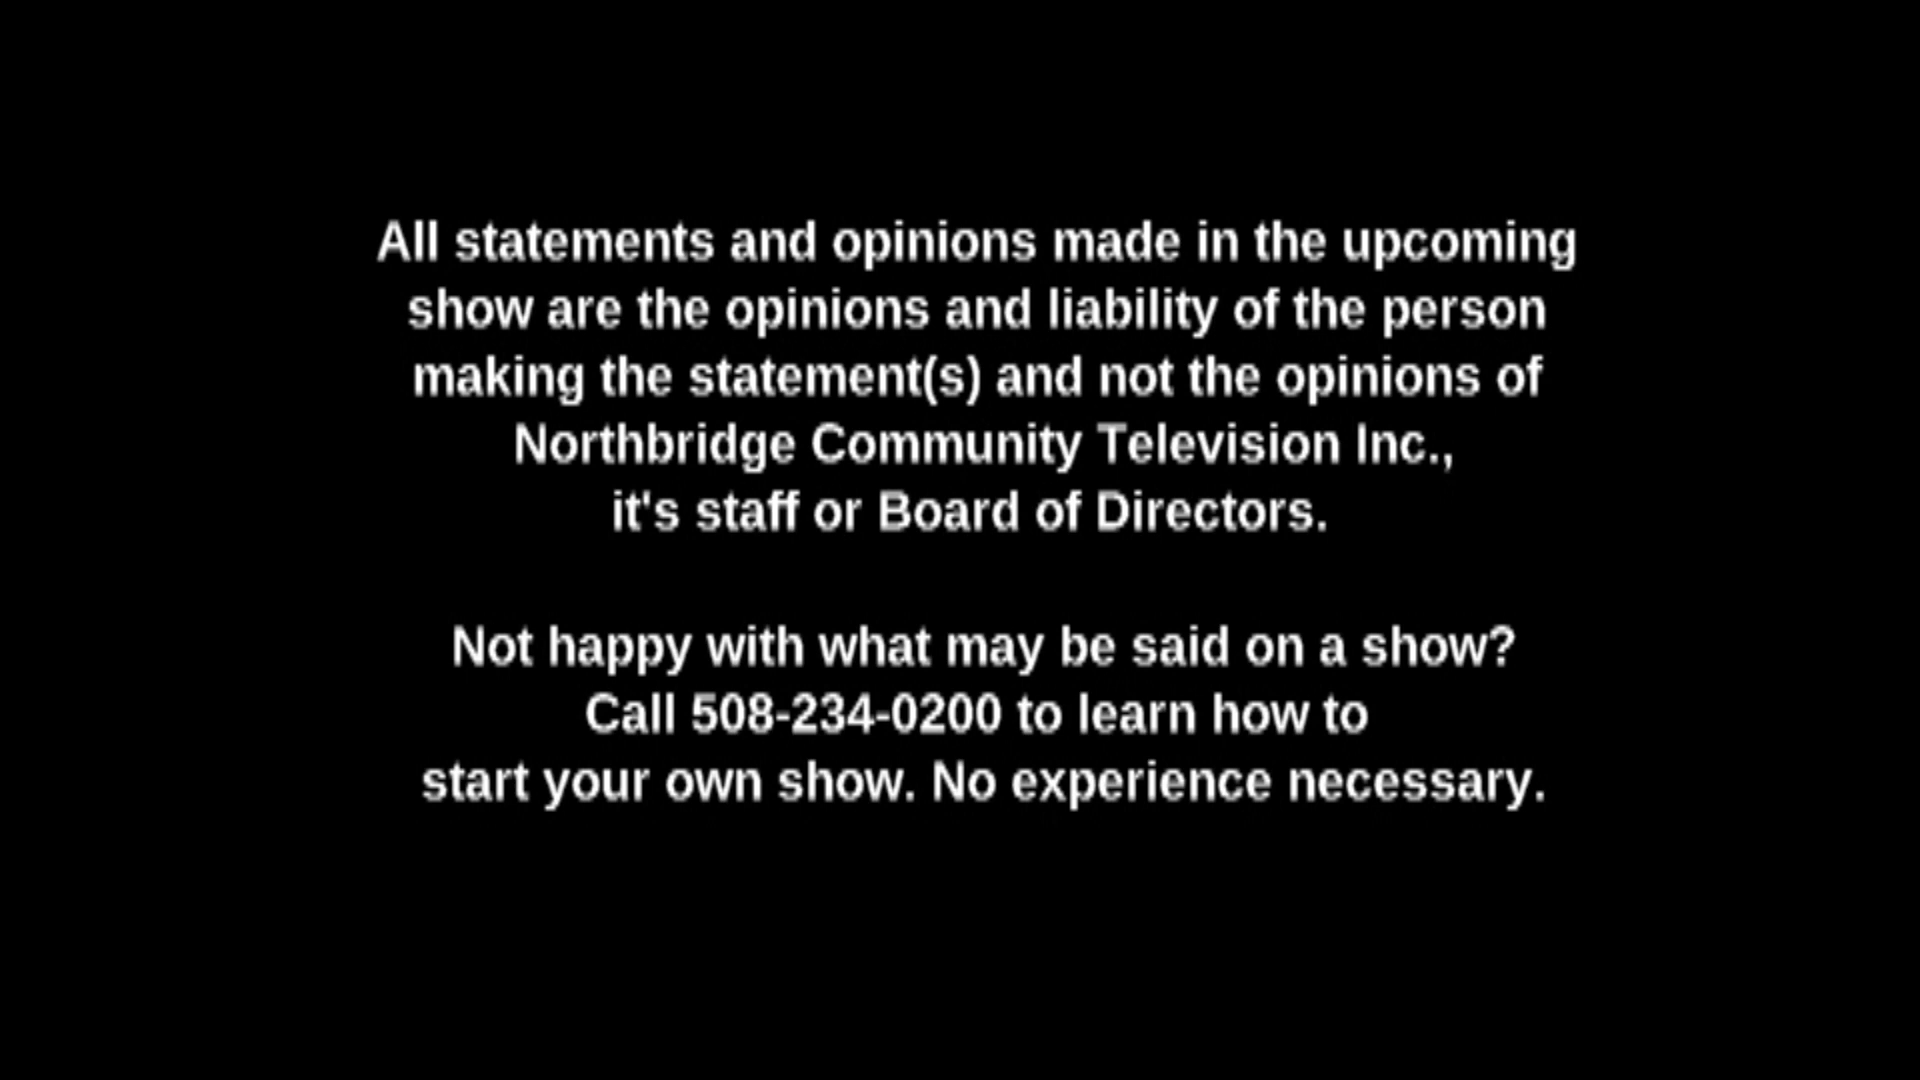 All statements and opinions made in the upcoming
show are the opinions and liability of the person
making the statement(s) and not the opinions of
Northbridge Community Television Inc.,
it's staff or Board of Directors.
Not happy with what may be said on a show?
Call 508-234-0200 to learn how to
start your own show. No experience necessary.